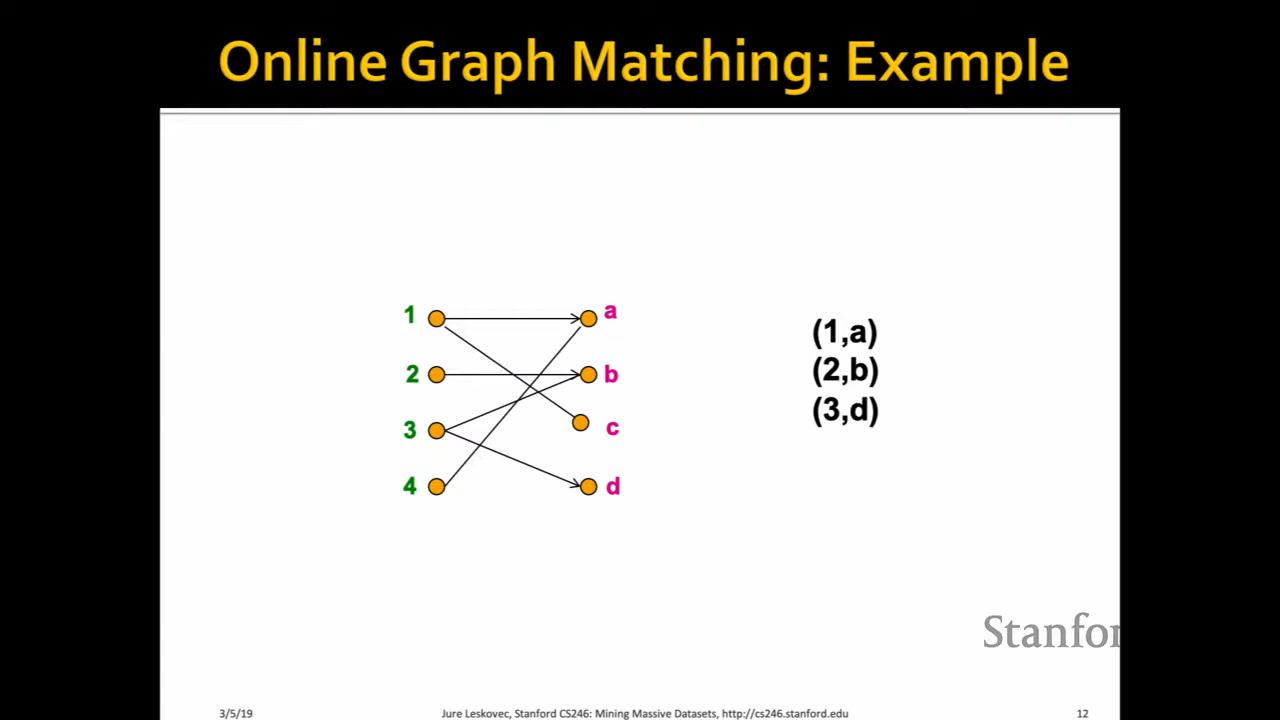 Online Graph Matching: Example
1
a
(1,a)
2
b
(2,b)
3
c
(3,d)
4
d
Stanfor
3/5/19
Jure Leskovec, Stanford CS246: Mining Massive Datasets, http://cs246.stanford.edu
12